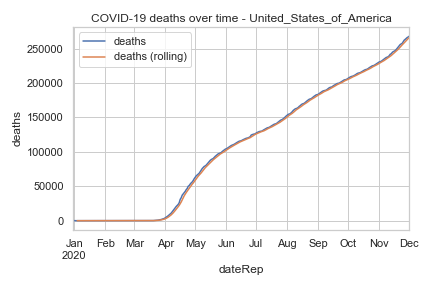 COVID-19 deaths over time - United_States_of_America
deaths
deaths (rolling)
250000
200000
150000
100000
50000
0
deaths
Jan Feb Mar Apr May Jun Jul Aug Sep Oct Nov Dec
2020
dateRep